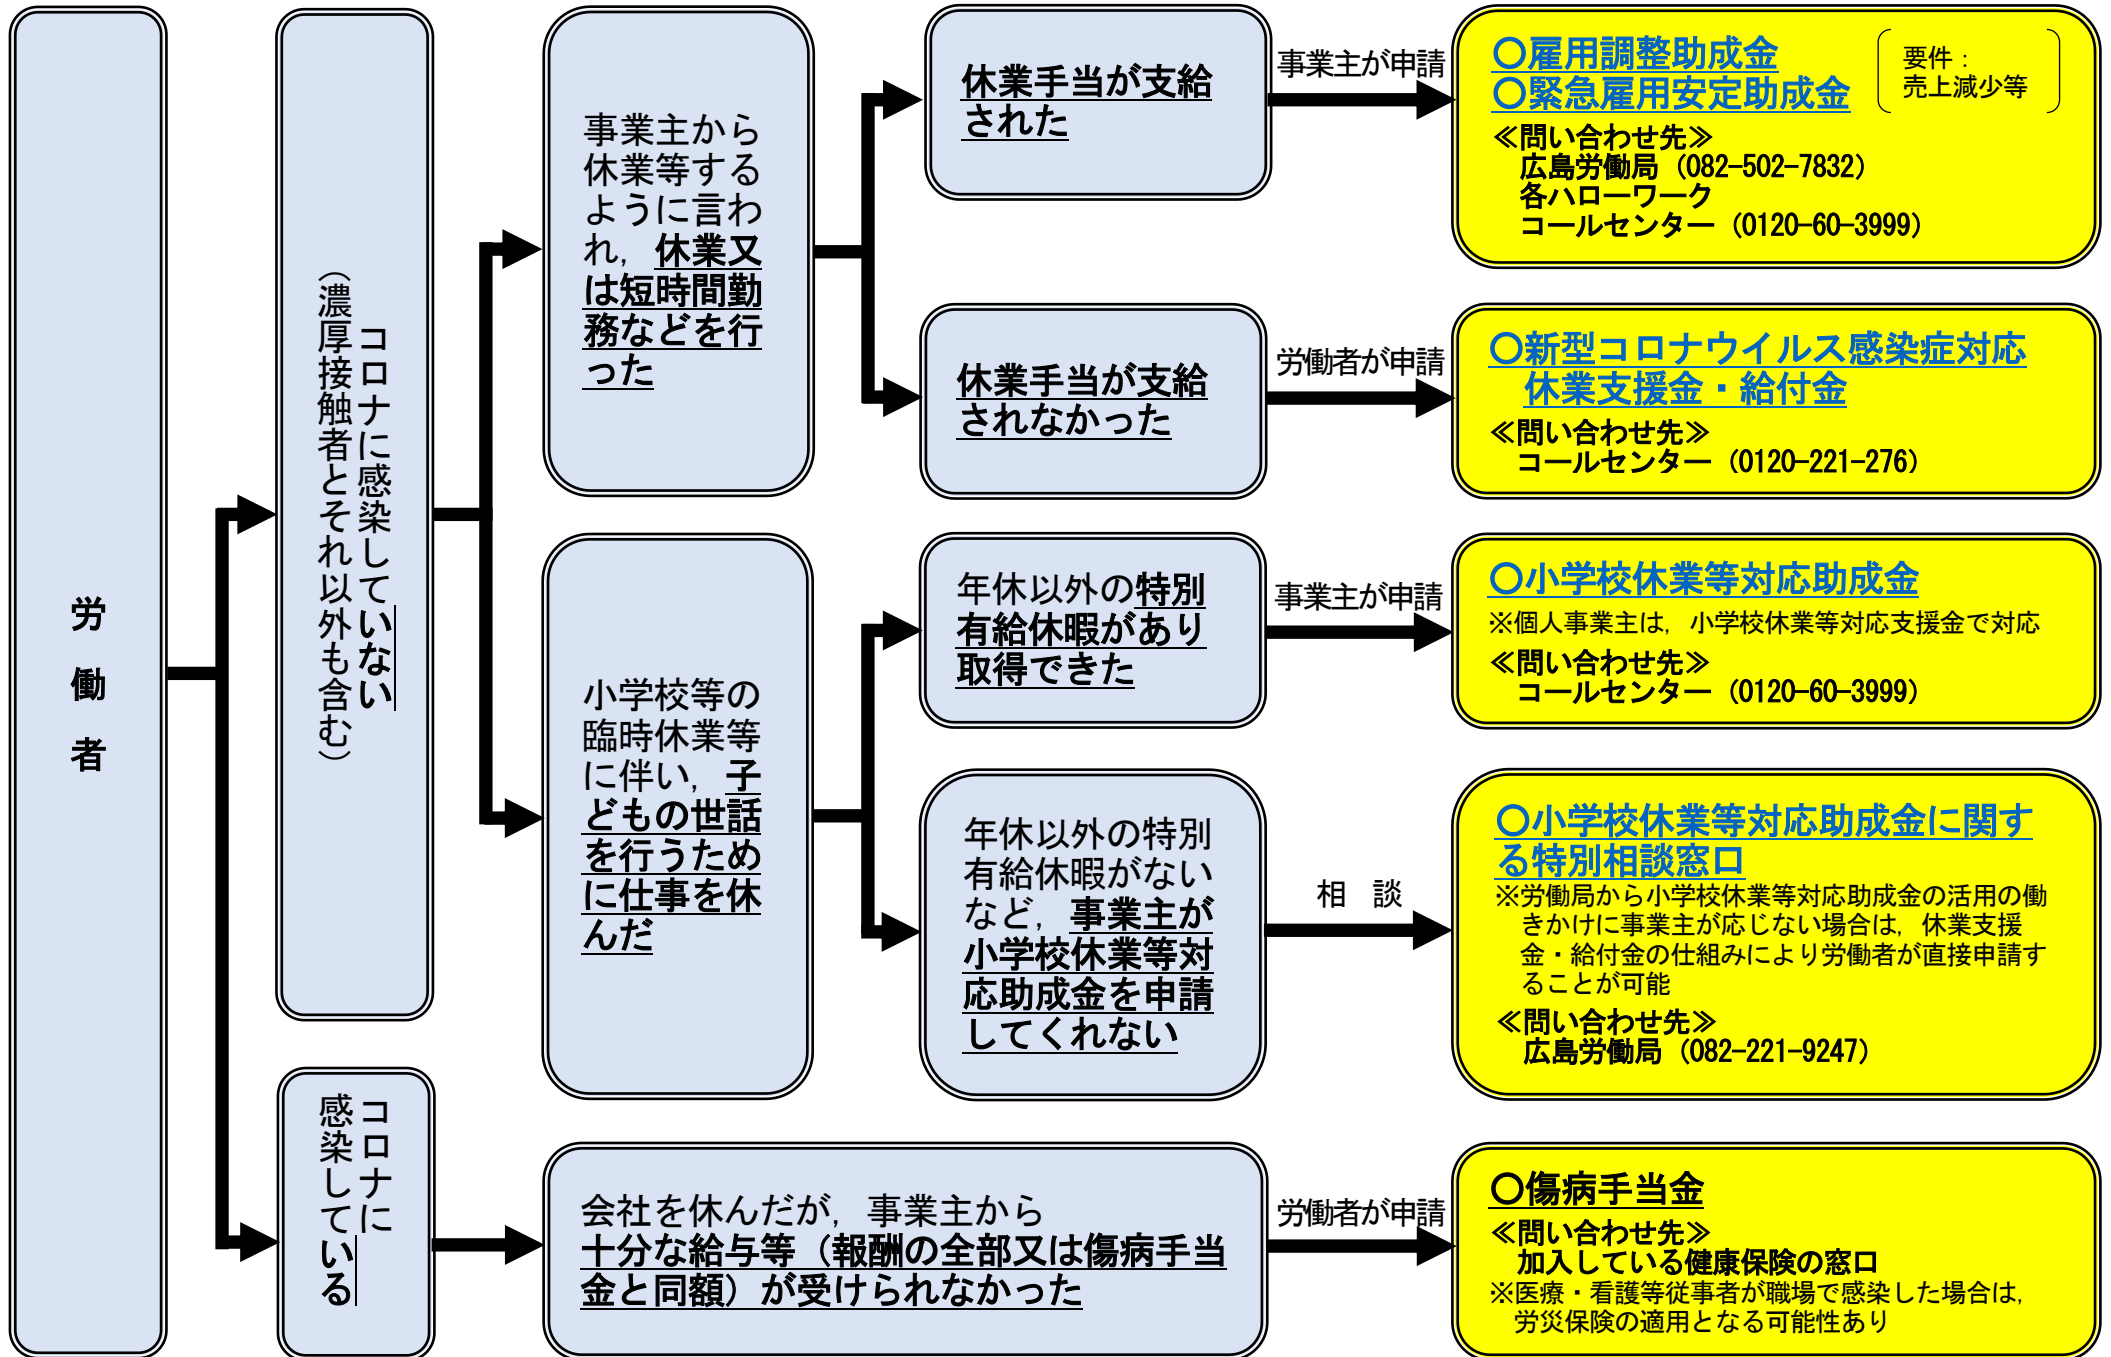 労働者
コロナに感染していない
（濃厚接触者とそれ以外も含む）
事業主から
休業等する
ように言わ
れ，休業又
は短時間勤
務などを行
った
休業手当が支給
された
事業主が申請
〇雇用調整助成金
〇緊急雇用安定助成金
要件：
売上減少等
≪問い合わせ先≫
広島労働局（082-502-7832）
各ハローワーク
コールセンター（0120-60-3999）
休業手当が支給
されなかった
労働者が申請
〇新型コロナウイルス感染症対応
休業支援金・給付金
≪問い合わせ先≫
コールセンター（0120-221-276）
小学校等の
臨時休業等
に伴い，子
どもの世話
を行うため
に仕事を休
んだ
年休以外の特別
有給休暇があり
取得できた
事業主が申請
〇小学校休業等対応助成金
※個人事業主は，小学校休業等対応支援金で対応
≪問い合わせ先≫
コールセンター（0120-60-3999）
年休以外の特別
有給休暇がない
など，事業主が
小学校休業等対
応助成金を申請
してくれない
相　談
〇小学校休業等対応助成金に関す
る特別相談窓口
※労働局から小学校休業等対応助成金の活用の働
きかけに事業主が応じない場合は，休業支援
金・給付金の仕組みにより労働者が直接申請す
ることが可能
≪問い合わせ先≫
広島労働局（082-221-9247）
コロナに
感染している
会社を休んだが，事業主から
十分な給与等（報酬の全部又は傷病手当
金と同額）が受けられなかった
労働者が申請
〇傷病手当金
≪問い合わせ先≫
加入している健康保険の窓口
※医療・看護等従事者が職場で感染した場合は，
労災保険の適用となる可能性あり